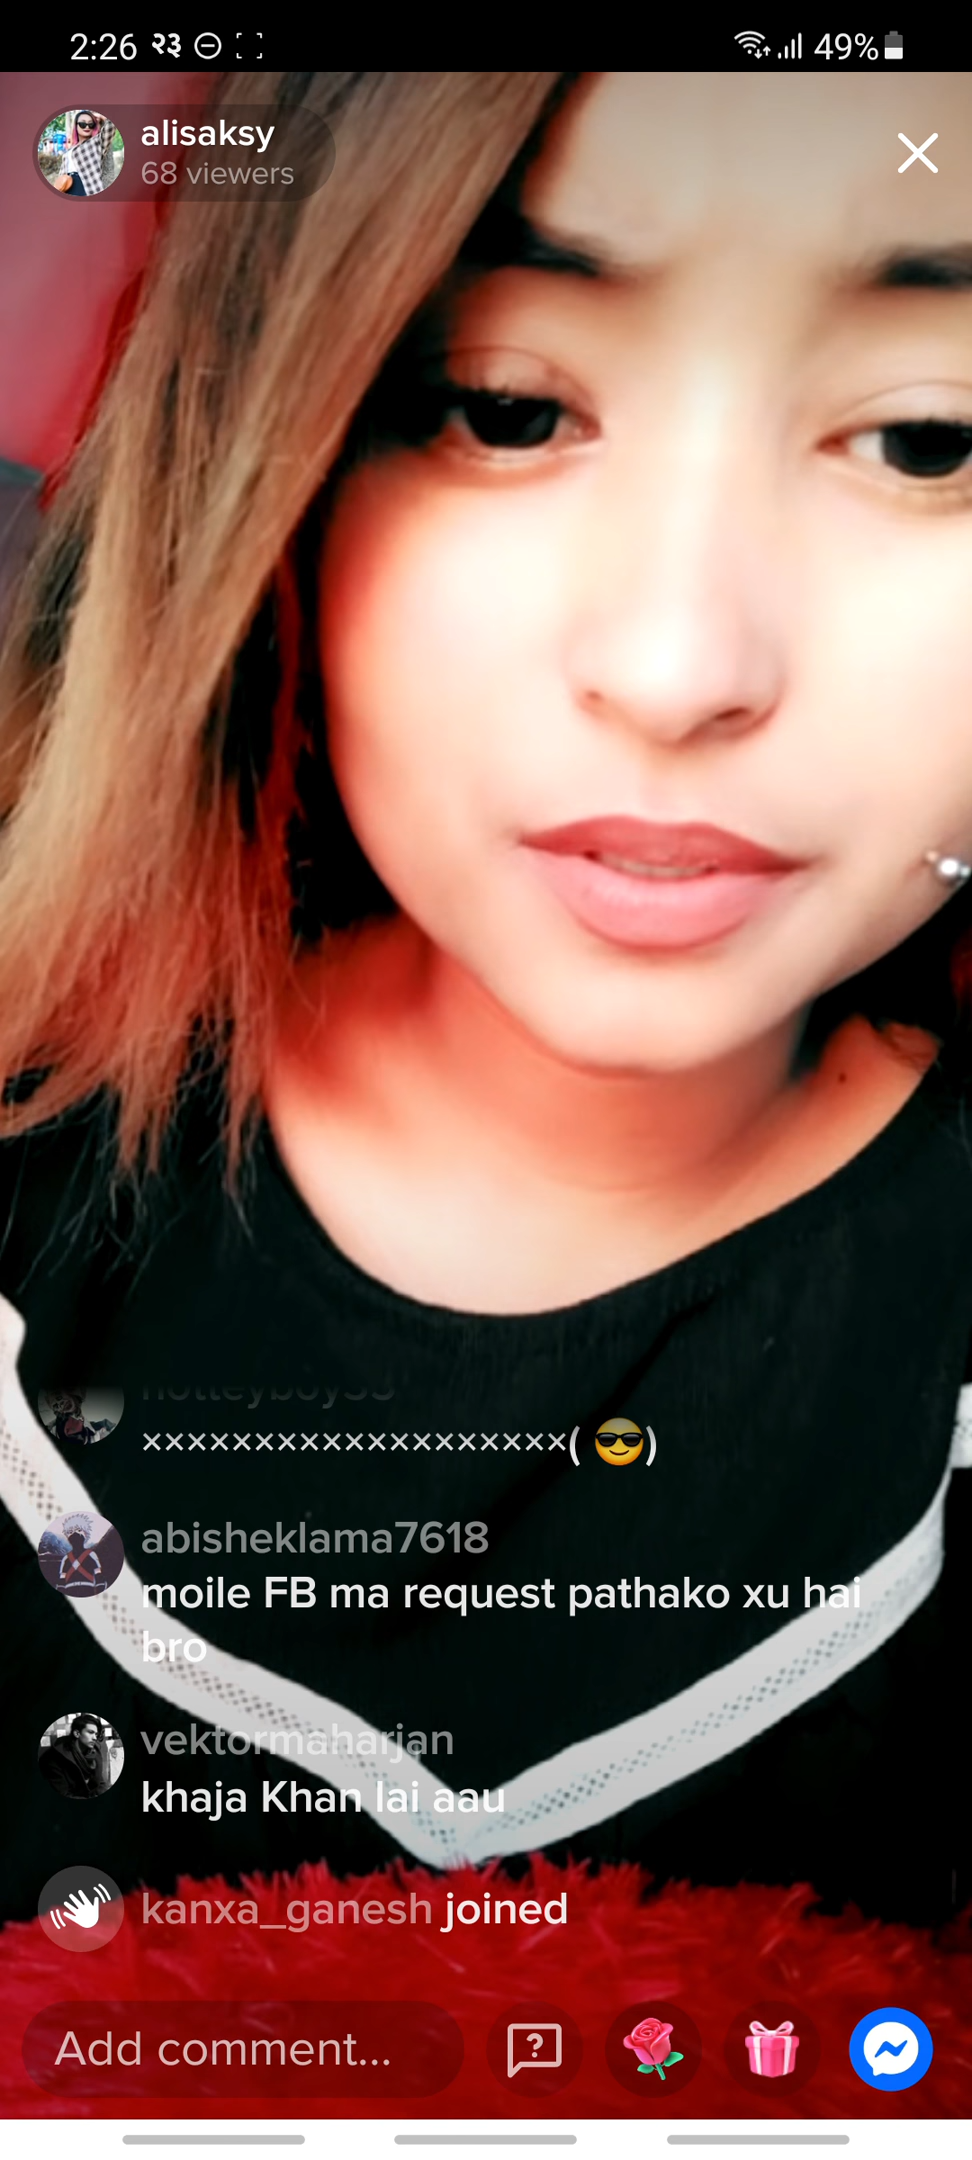 2:26 २३ 49%
alisaksy
68 viewers
××××××××××××××××××( 😎)
abisheklama7618
moile FB ma request pathako xu hai
bro
vektormaharjan
khaja Khan lai aau
kanxa_ganesh joined
Add comment...